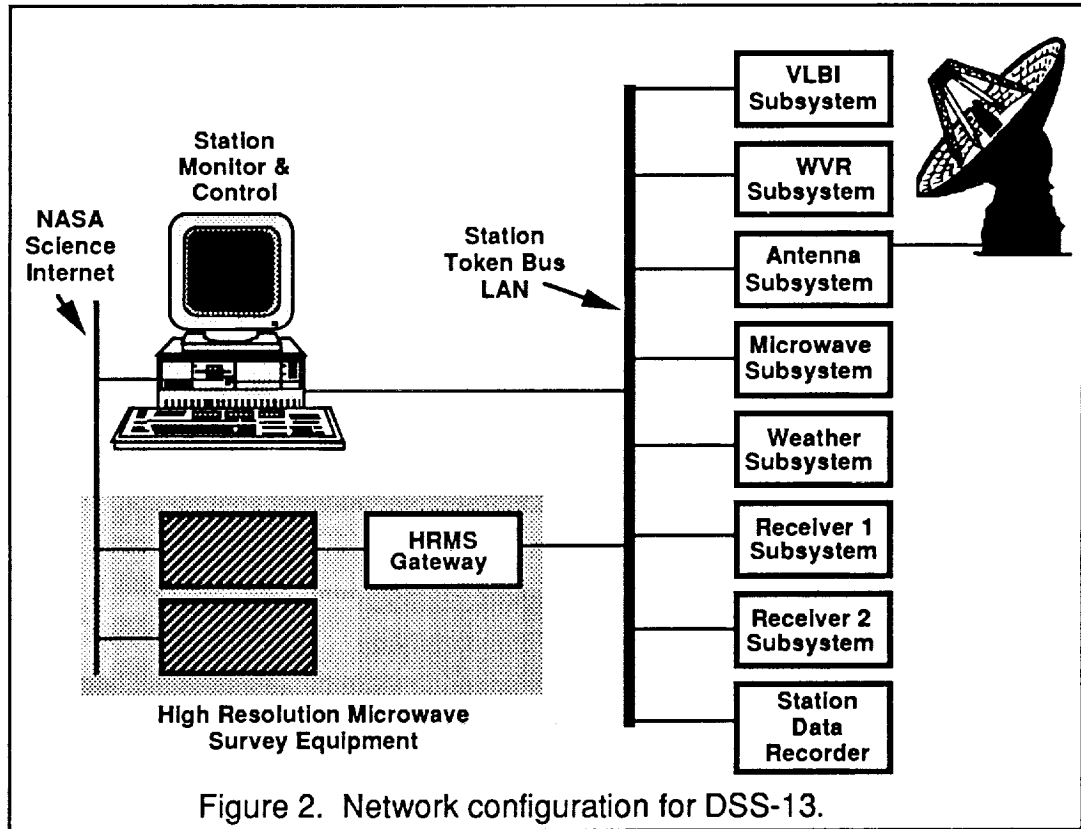 Station
Monitor &
Control
NASA
Science
Internet
Station
Token Bus
LAN
VLBI
Subsystem
WVR
Subsystem
Antenna
Subsystem
Microwave
Subsystem
Weather
Subsystem
Receiver 1
Subsystem
Receiver 2
Subsystem
Station
Data
Recorder
HRMS
Gateway
High Resolution Microwave
Survey Equipment
Figure 2. Network configuration for DSS-13.